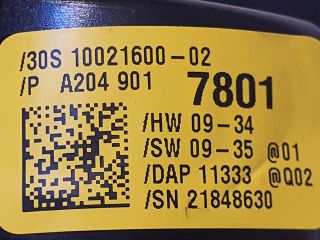 /30S 10021600-02
/P A204 901 7801
/HW 09-34
/SW 09-35 @01
/DAP 11333 @Q02
/SN 21848630